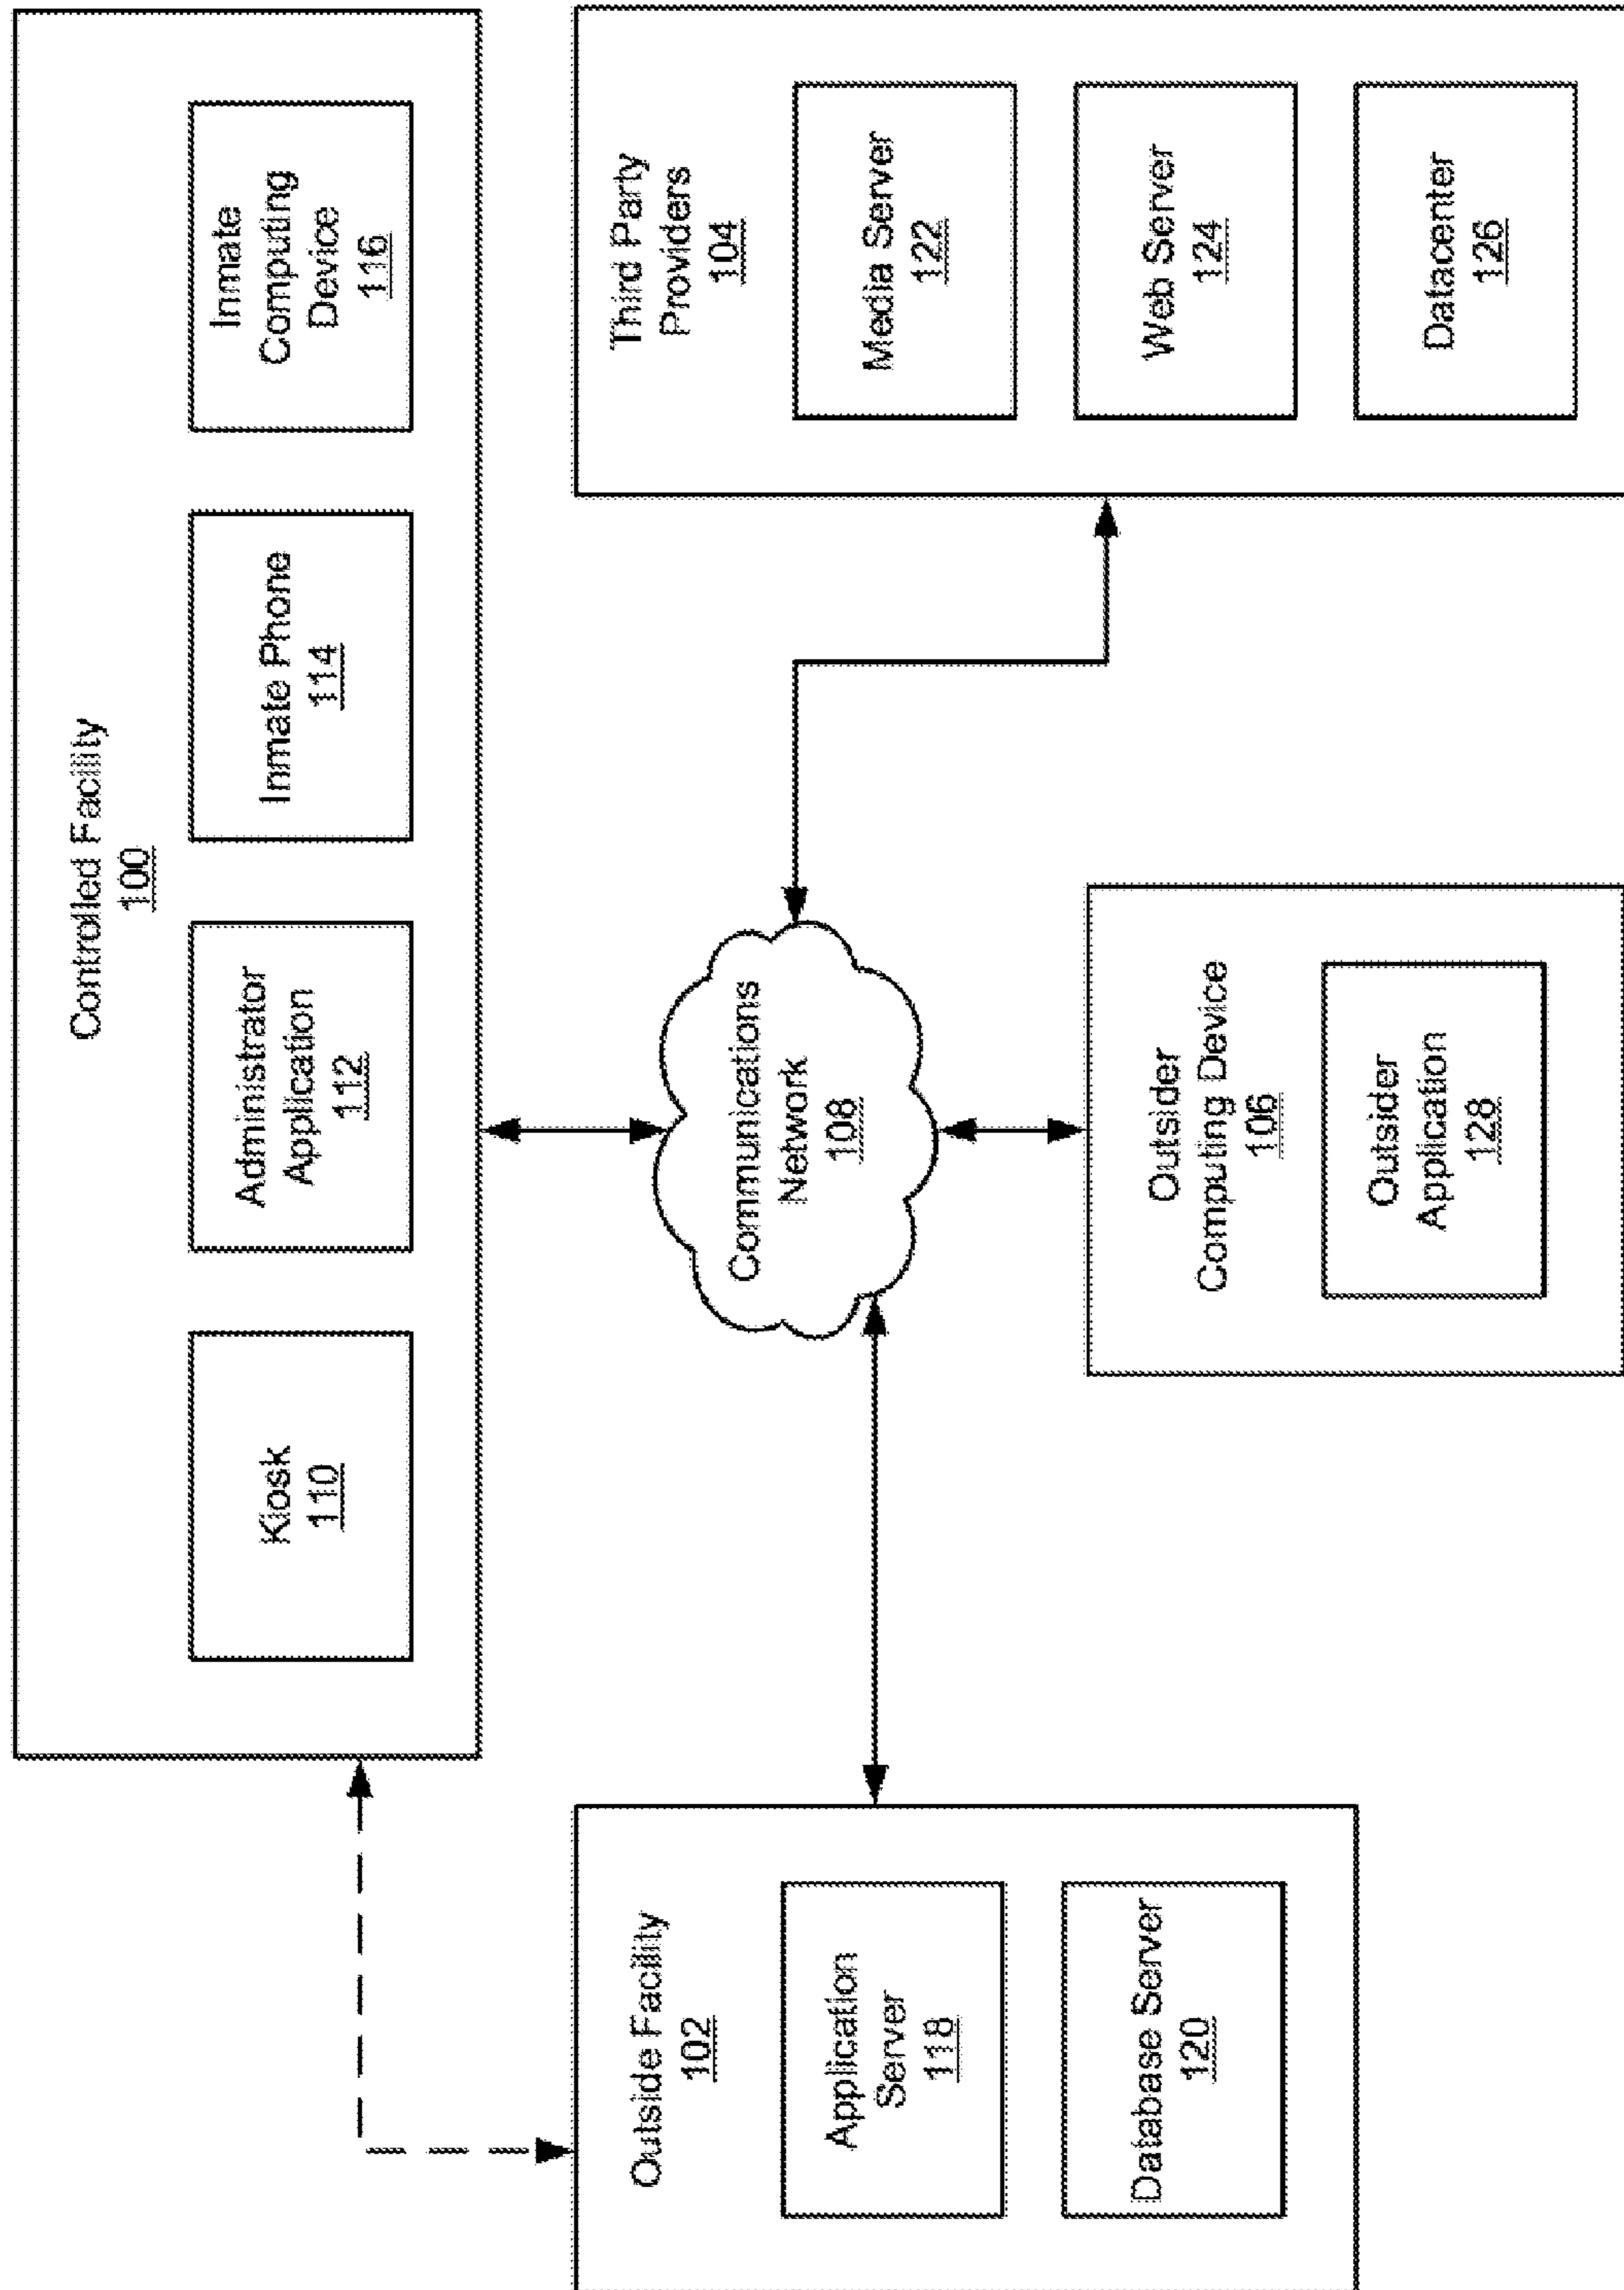 Controlled Facility
100
Kiosk
110
Administrator
Application
112
Inmate Phone
114
Inmate
Computing
Device
116
Communications
Network
108
Outside Facility
102
Application
Server
118
Database Server
120
Outsider
Computing Device
106
Outsider
Application
128
Third Party
Providers
104
Media Server
122
Web Server
124
Datacenter
126